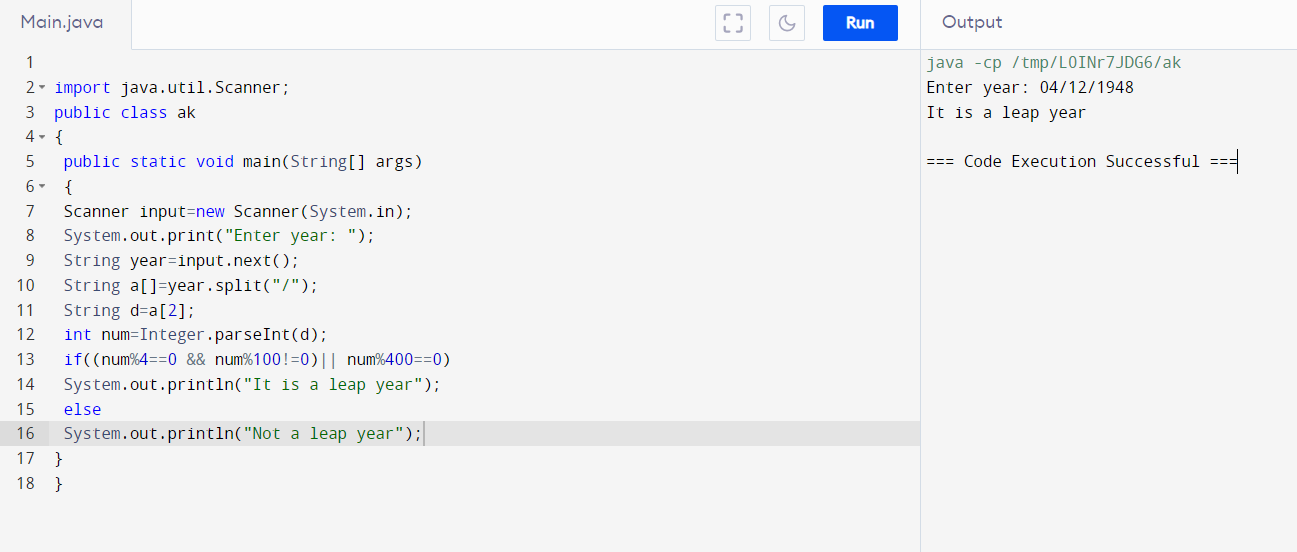 Main.java
Run
Output
1
2 import java.util.Scanner;
3 public class ak
4 {
5 public static void main(String[] args)
6 {
7 Scanner input=new Scanner(System.in);
8 System.out.print("Enter year: ");
9 String year=input.next();
10 String a[]=year.split("/");
11 String d=a[2];
12 int num=Integer.parseInt(d);
13 if((num%4==0 && num%100!=0)|| num%400==0)
14 System.out.println("It is a leap year");
15 else
16 System.out.println("Not a leap year");
17 }
18 }
java -cp /tmp/L0INr7JDG6/ak
Enter year: 04/12/1948
It is a leap year
=== Code Execution Successful ===